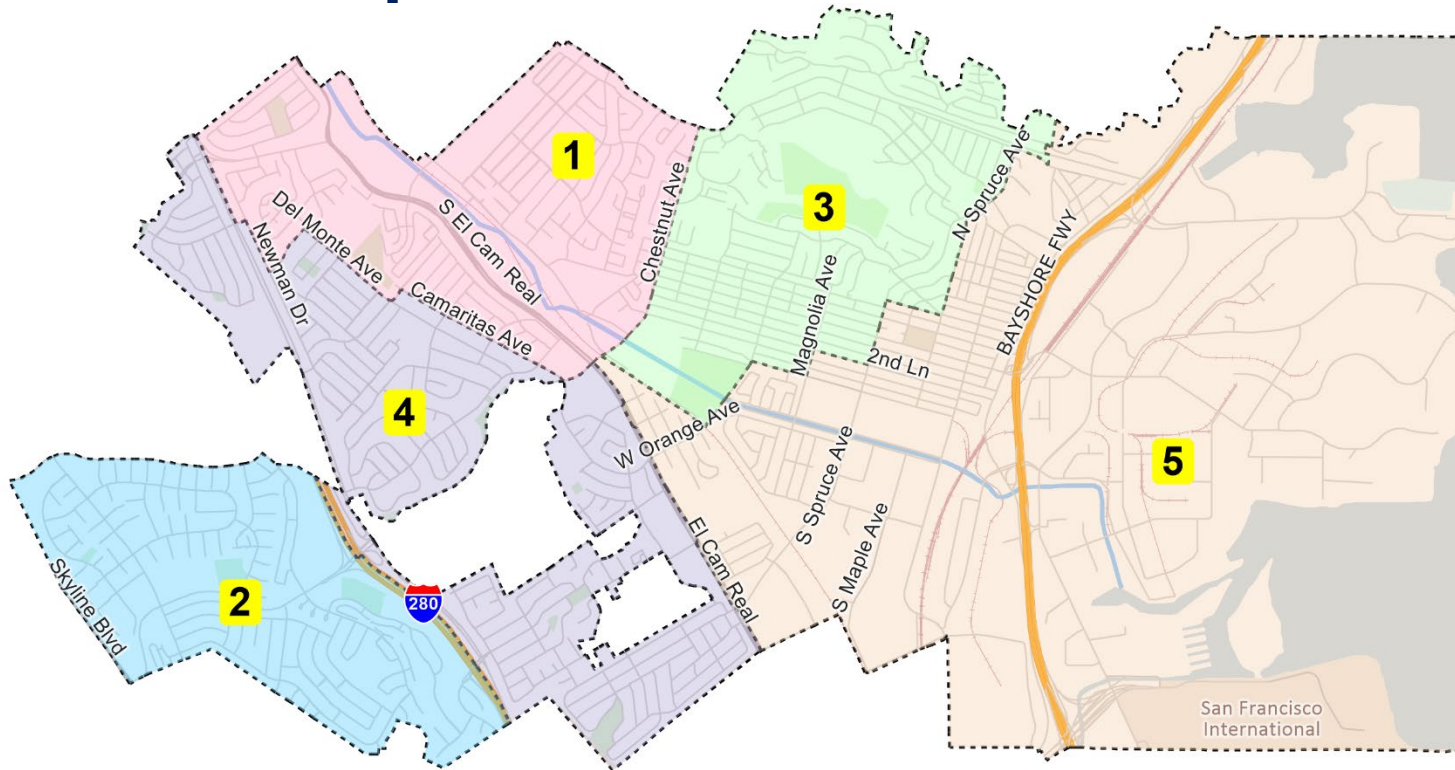 1
3
N Spruce Ave
Chestnut Ave
Del Monte Ave
S El Cam Real
Newman Dr
BAYSHORE FWY
Camaritas Ave
Magnolia Ave
2nd Ln
4
W Orange Ave
5
S Spruce Ave
El Cam Real
S Maple Ave
Skyline Blvd
2
280
San Francisco
International